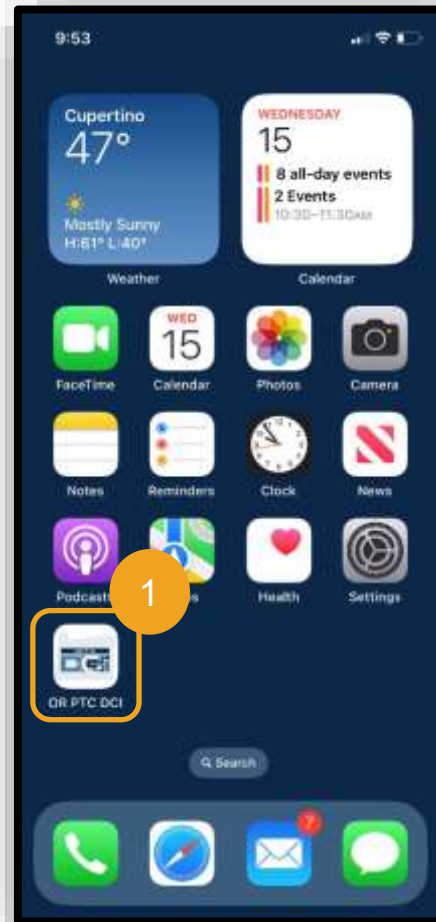 9:53
Cupertino
47°
Mostly Sunny
H:61° L:40°
Weather
WEDNESDAY
15
8 all-day events
2 Events
10:30–11:30AM
Calendar
FaceTime
WED
15
Calendar
Photos
Camera
Notes
Reminders
Clock
News
Podcasts
1
Health
Settings
DCI
OR PTC DCI
Search
7